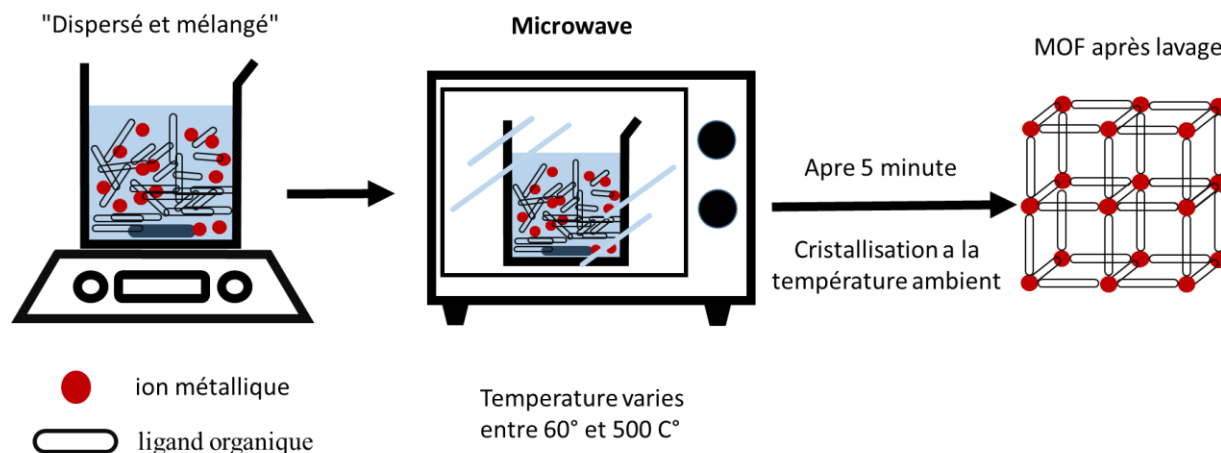 "Dispersé et mélangé"
Microwave
MOF après lavage
Apre 5 minute
Cristallisation a la
température ambient
ion métallique
ligand organique
Temperature varies
entre 60° et 500 C°